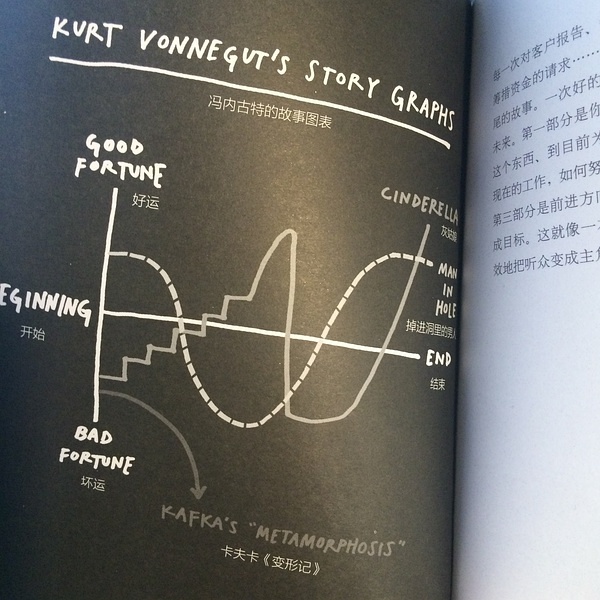 KURT VONNEGUT'S STORY GRAPHS
冯内古特的故事图表
GOOD
FORTUNE
好运
CINDERELLA
灰姑娘
MAN
IN
HOLE
掉进洞里的男人
EGINNING
开始
END
结束
BAD
FORTUNE
坏运
KAFKA'S "METAMORPHOSIS"
卡夫卡《变形记》
每一次对客户报告、
筹措资金的请求……
尾的故事。一次好的
未来。第一部分是你
这个东西、到目前为
现在的工作，如何努
第三部分是前进方向
成目标。这就像一本
效地把听众变成主角